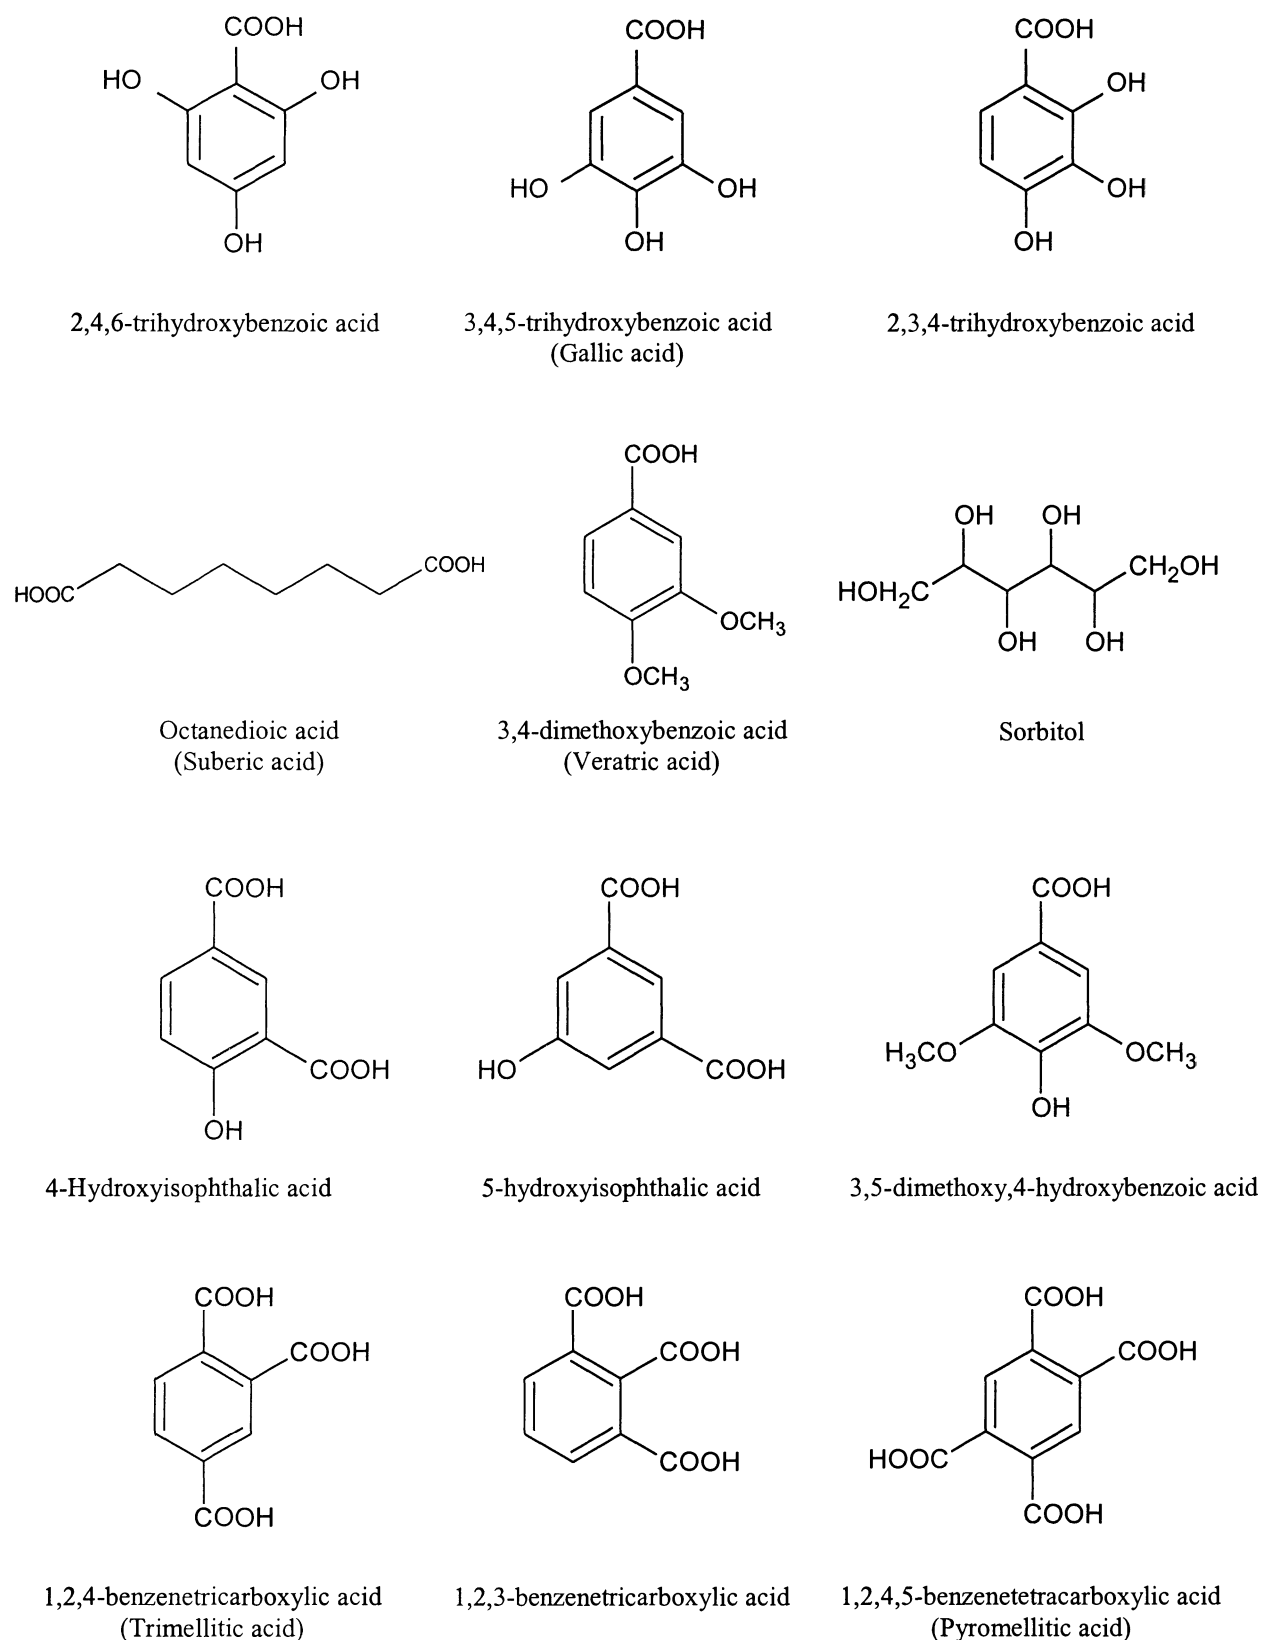 COOH
HO
OH
OH
COOH
HO
OH
OH
COOH
OH
OH
OH
2,4,6-trihydroxybenzoic acid
3,4,5-trihydroxybenzoic acid
(Gallic acid)
2,3,4-trihydroxybenzoic acid
HOOC
COOH
COOH
OCH3
OCH3
OH
OH
HOH2C
CH2OH
OH
OH
Octanedioic acid
(Suberic acid)
3,4-dimethoxybenzoic acid
(Veratric acid)
Sorbitol
COOH
COOH
OH
COOH
HO
COOH
COOH
H3CO
OCH3
OH
4-Hydroxyisophthalic acid
5-hydroxyisophthalic acid
3,5-dimethoxy,4-hydroxybenzoic acid
COOH
COOH
COOH
COOH
COOH
COOH
COOH
COOH
HOOC
COOH
1,2,4-benzenetricarboxylic acid
(Trimellitic acid)
1,2,3-benzenetricarboxylic acid
1,2,4,5-benzenetetracarboxylic acid
(Pyromellitic acid)